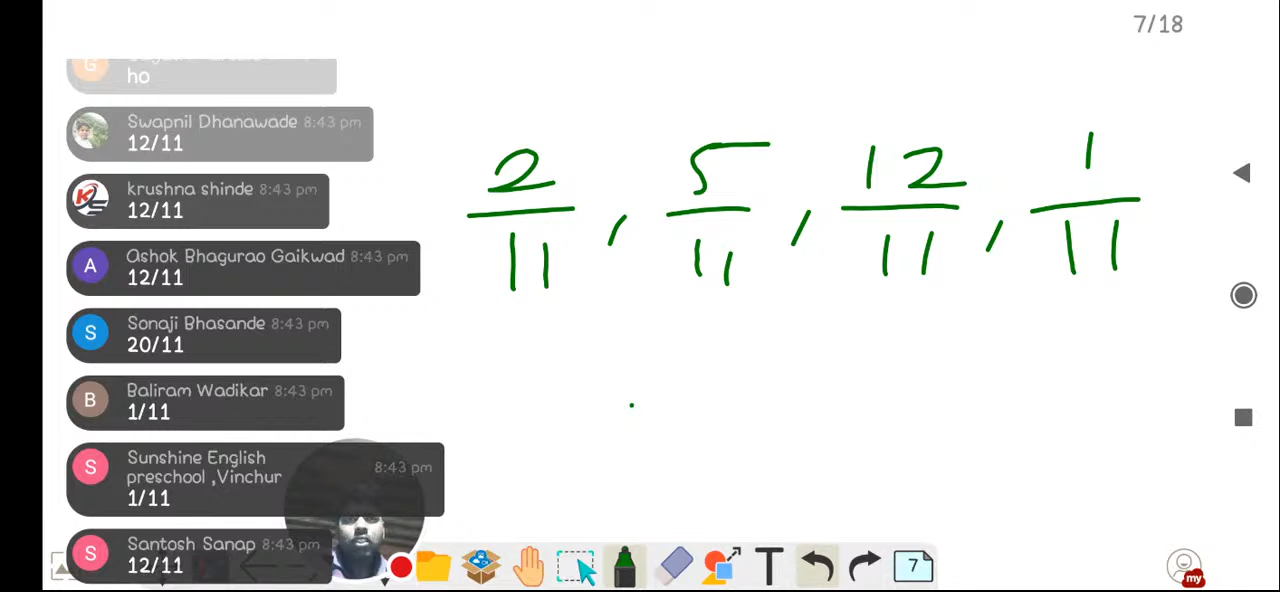 7/18
ho
Swapnil Dhanawade 8:43 pm
12/11
krushna shinde 8:43 pm
12/11
A Ashok Bhagurao Gaikwad 8:43 pm
12/11
S Sonaji Bhasande 8:43 pm
20/11
B Baliram Wadikar 8:43 pm
1/11
S Sunshine English 8:43 pm
preschool ,Vinchur
1/11
S Santosh Sanap 8:43 pm
12/11
2/11 , 5/11 , 12/11 , 1/11
T 7
my